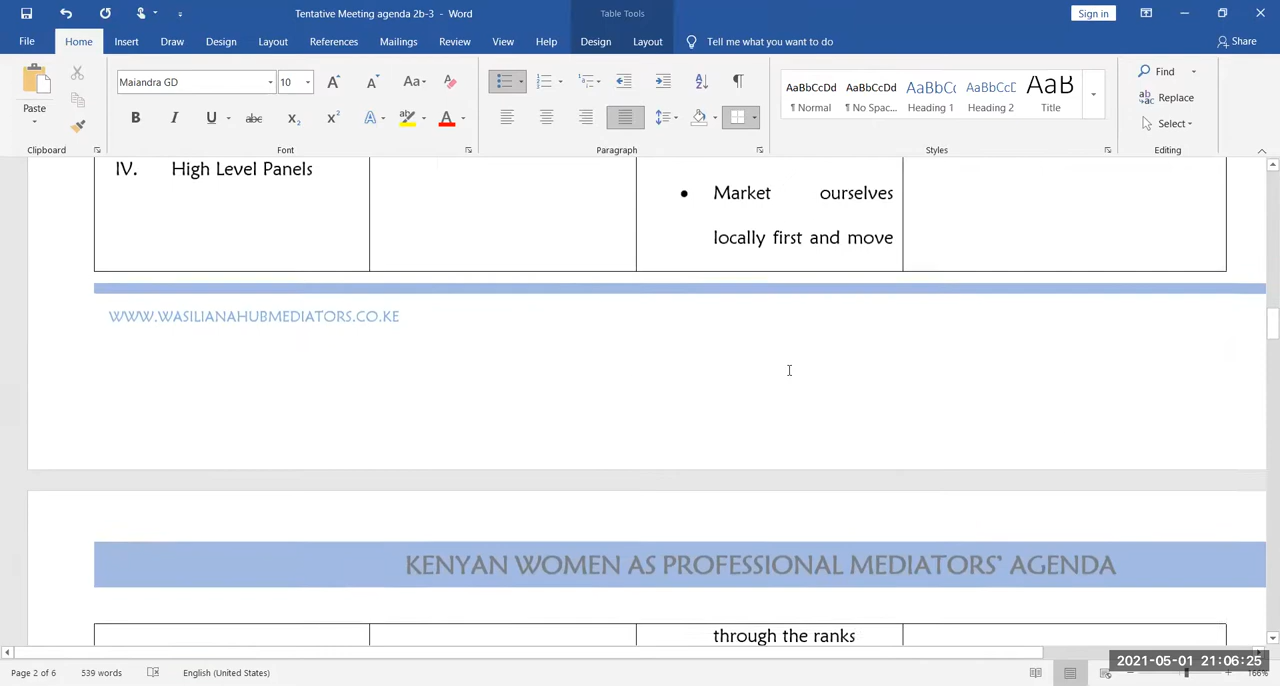 Tentative Meeting agenda 2b-3 - Word
Table Tools
Sign in
File
Home
Insert
Draw
Design
Layout
References
Mailings
Review
View
Help
Design
Layout
Tell me what you want to do
Share
Paste
Clipboard
Maiandra GD
10
Font
Paragraph
AaBbCcDd
¶ Normal
AaBbCcDd
¶ No Spac...
AaBbCc
Heading 1
AaBbCcD
Heading 2
AaB
Title
Styles
Find
Replace
Select
Editing
IV. High Level Panels
• Market ourselves
locally first and move
WWW.WASILIANAHUBMEDIATORS.CO.KE
KENYAN WOMEN AS PROFESSIONAL MEDIATORS’ AGENDA
through the ranks
2021-05-01 21:06:25
Page 2 of 6
539 words
English (United States)
166%